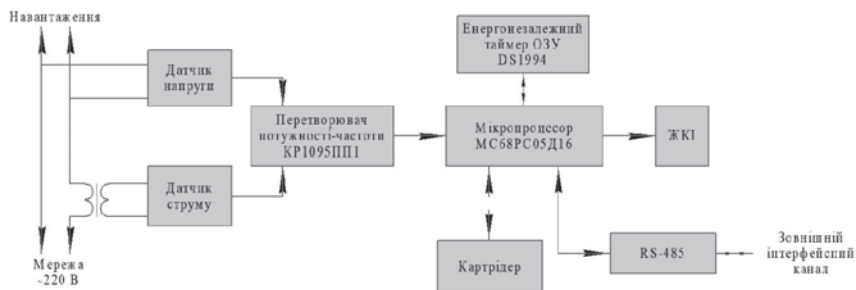 Навантаження
Датчик
напруги
Енергонезалежний
таймер ОЗУ
DS1994
Перетворювач
потужності-частоти
КР1095ПП1
Мікропроцессор
МС68РС05Д16
ЖКІ
Датчик
струму
Мережа
~220 В
Картрідер
RS-485
Зовнішній
інтерфейсний
канал